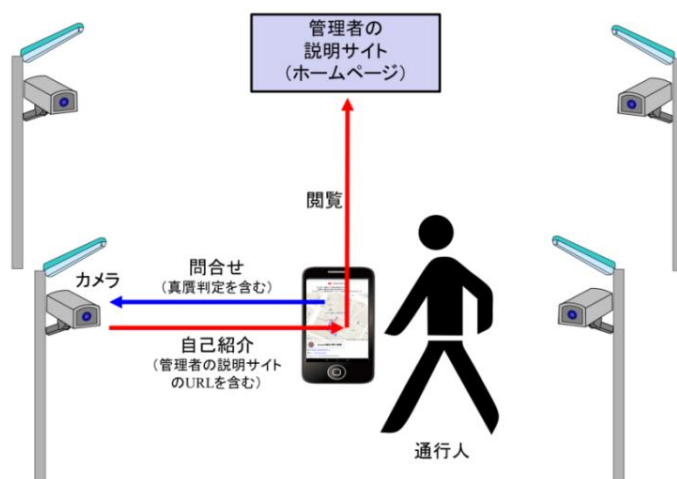 管理者の
説明サイト
（ホームページ）
閲覧
カメラ
問合せ
（真贋判定を含む）
自己紹介
（管理者の説明サイト
のURLを含む）
通行人